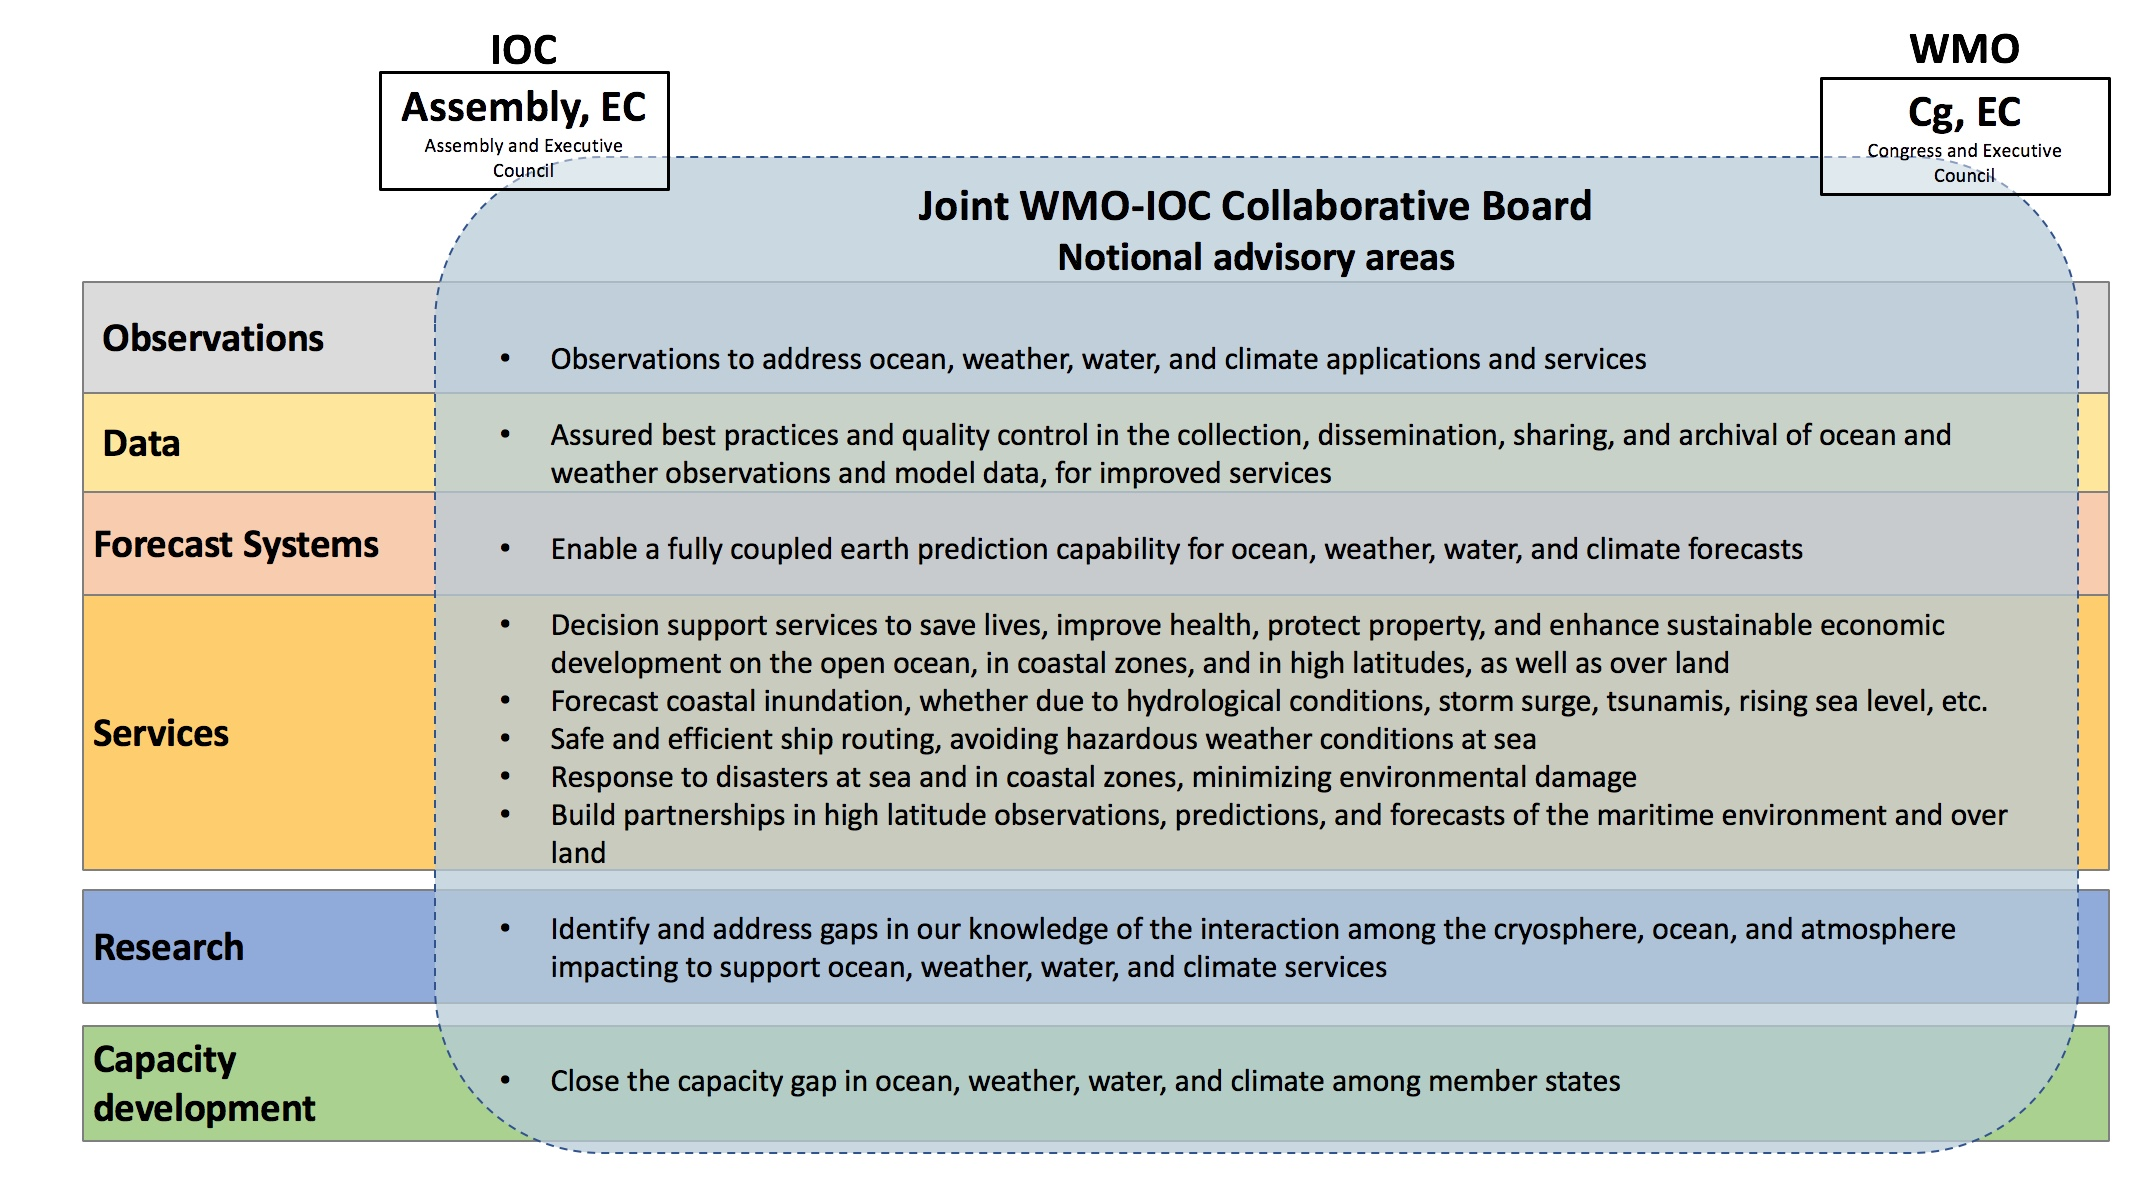 IOC
WMO
Assembly, EC
Assembly and Executive
Council
Cg, EC
Congress and Executive
Council
Joint WMO-IOC Collaborative Board
Notional advisory areas
Observations
• Observations to address ocean, weather, water, and climate applications and services
Data
• Assured best practices and quality control in the collection, dissemination, sharing, and archival of ocean and
weather observations and model data, for improved services
Forecast Systems
• Enable a fully coupled earth prediction capability for ocean, weather, water, and climate forecasts
Services
• Decision support services to save lives, improve health, protect property, and enhance sustainable economic
development on the open ocean, in coastal zones, and in high latitudes, as well as over land
• Forecast coastal inundation, whether due to hydrological conditions, storm surge, tsunamis, rising sea level, etc.
• Safe and efficient ship routing, avoiding hazardous weather conditions at sea
• Response to disasters at sea and in coastal zones, minimizing environmental damage
• Build partnerships in high latitude observations, predictions, and forecasts of the maritime environment and over
land
Research
• Identify and address gaps in our knowledge of the interaction among the cryosphere, ocean, and atmosphere
impacting to support ocean, weather, water, and climate services
Capacity
development
• Close the capacity gap in ocean, weather, water, and climate among member states